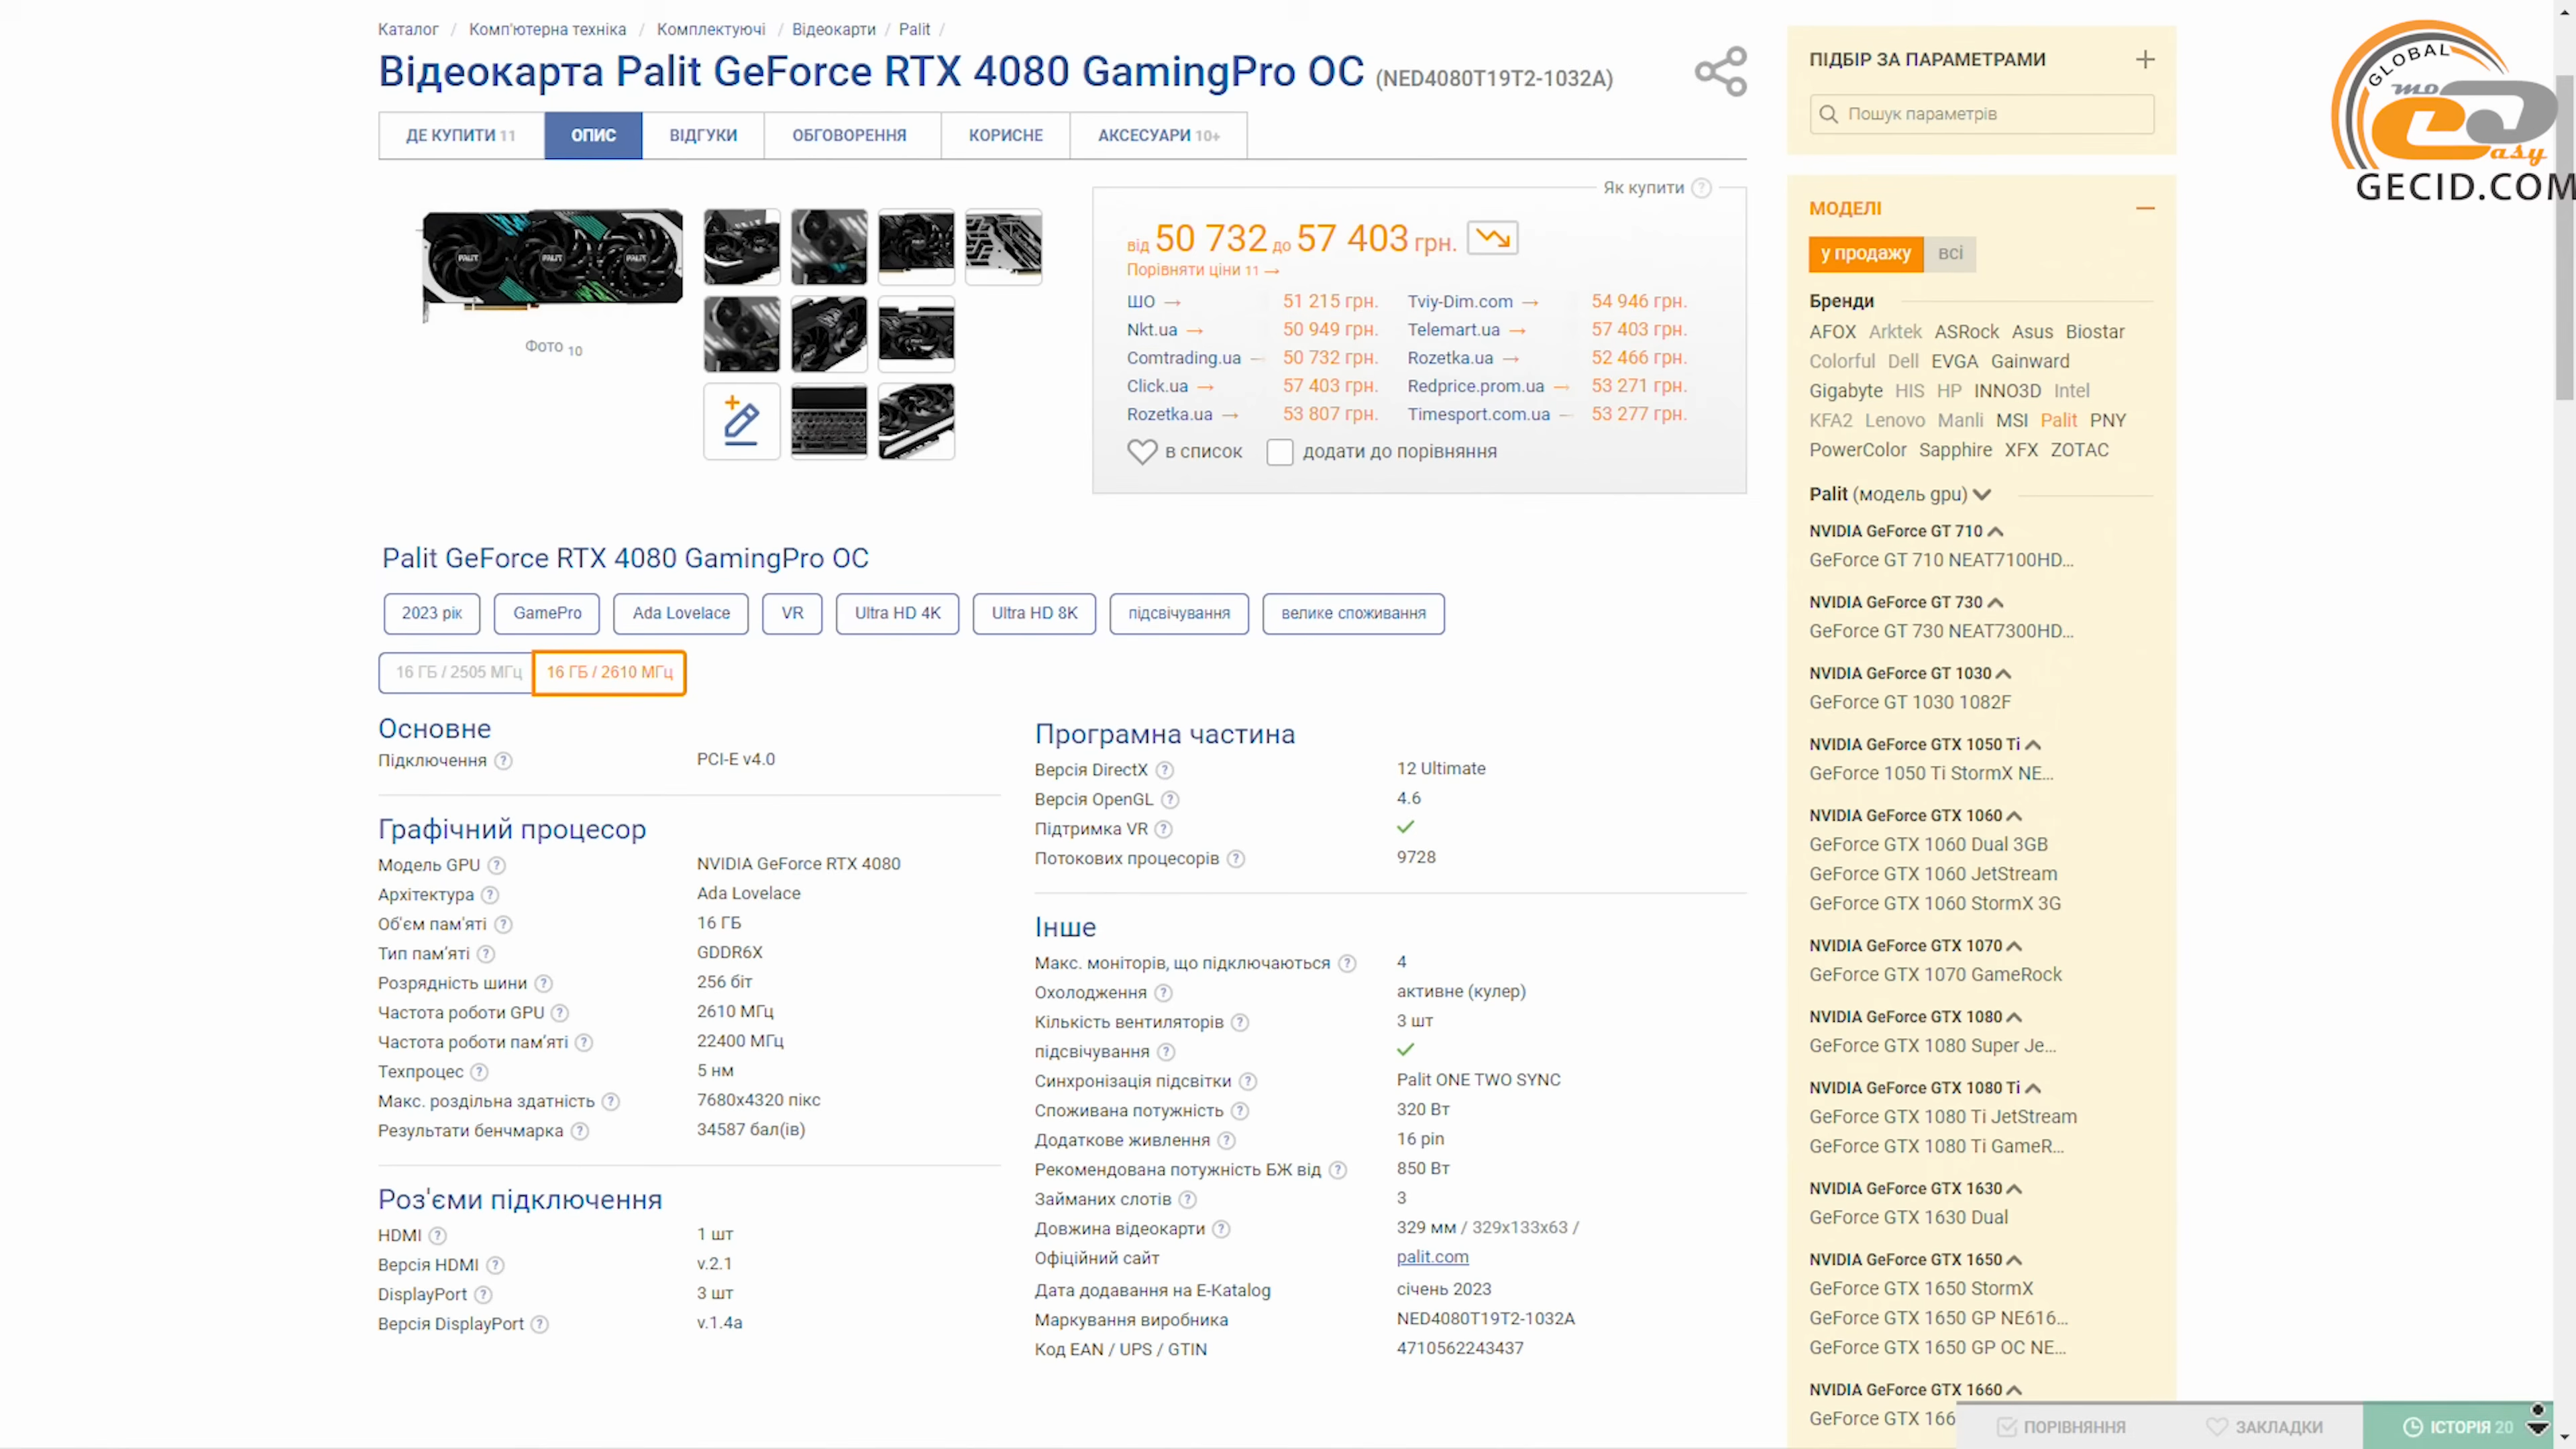 Каталог / Комп'ютерна техніка / Комплектуючі / Відеокарти / Palit /
Відеокарта Palit GeForce RTX 4080 GamingPro OC (NED4080T19T2-1032A)
ДЕ КУПИТИ 11 ОПИС ВІДГУКИ ОБГОВОРЕННЯ КОРИСНЕ АКСЕСУАРИ 10+
Фото 10
Як купити ?
від 50 732 до 57 403 грн.
Порівняти ціни 11 →
ШО → 51 215 грн. Tviy-Dim.com → 54 946 грн.
Nkt.ua → 50 949 грн. Telemart.ua → 57 403 грн.
Comtrading.ua → 50 732 грн. Rozetka.ua → 52 466 грн.
Click.ua → 57 403 грн. Redprice.prom.ua → 53 271 грн.
Rozetka.ua → 53 807 грн. Timesport.com.ua → 53 277 грн.
в список додати до порівняння
Palit GeForce RTX 4080 GamingPro OC
2023 рік GamePro Ada Lovelace VR Ultra HD 4K Ultra HD 8K підсвічування велике споживання
16 ГБ / 2505 МГц 16 ГБ / 2610 МГц
Основне
Підключення ? PCI-E v4.0
Графічний процесор
Модель GPU ? NVIDIA GeForce RTX 4080
Архітектура ? Ada Lovelace
Об'єм пам'яті ? 16 ГБ
Тип пам'яті ? GDDR6X
Розрядність шини ? 256 біт
Частота роботи GPU ? 2610 МГц
Частота роботи пам'яті ? 22400 МГц
Техпроцес ? 5 нм
Макс. роздільна здатність ? 7680x4320 пікс
Результати бенчмарка ? 34587 бал(ів)
Роз'єми підключення
HDMI ? 1 шт
Версія HDMI ? v.2.1
DisplayPort ? 3 шт
Версія DisplayPort ? v.1.4a
Програмна частина
Версія DirectX ? 12 Ultimate
Версія OpenGL ? 4.6
Підтримка VR ?
Потокових процесорів ? 9728
Інше
Макс. моніторів, що підключаються ? 4
Охолодження ? активне (кулер)
Кількість вентиляторів ? 3 шт
підсвічування ?
Синхронізація підсвітки ? Palit ONE TWO SYNC
Споживана потужність ? 320 Вт
Додаткове живлення ? 16 pin
Рекомендована потужність БЖ від ? 850 Вт
Займаних слотів ? 3
Довжина відеокарти ? 329 мм / 329x133x63 /
Офіційний сайт palit.com
Дата додавання на E-Katalog січень 2023
Маркування виробника NED4080T19T2-1032A
Код EAN / UPS / GTIN 4710562243437
ПІДБІР ЗА ПАРАМЕТРАМИ
Пошук параметрів
МОДЕЛІ
у продажу всі
Бренди
AFOX Arktek ASRock Asus Biostar
Colorful Dell EVGA Gainward
Gigabyte HIS HP INNO3D Intel
KFA2 Lenovo Manli MSI Palit PNY
PowerColor Sapphire XFX ZOTAC
Palit (модель gpu)
NVIDIA GeForce GT 710
GeForce GT 710 NEAT7100HD...
NVIDIA GeForce GT 730
GeForce GT 730 NEAT7300HD...
NVIDIA GeForce GT 1030
GeForce GT 1030 1082F
NVIDIA GeForce GTX 1050 Ti
GeForce 1050 Ti StormX NE...
NVIDIA GeForce GTX 1060
GeForce GTX 1060 Dual 3GB
GeForce GTX 1060 JetStream
GeForce GTX 1060 StormX 3G
NVIDIA GeForce GTX 1070
GeForce GTX 1070 GameRock
NVIDIA GeForce GTX 1080
GeForce GTX 1080 Super Je...
NVIDIA GeForce GTX 1080 Ti
GeForce GTX 1080 Ti JetStream
GeForce GTX 1080 Ti GameR...
NVIDIA GeForce GTX 1630
GeForce GTX 1630 Dual
NVIDIA GeForce GTX 1650
GeForce GTX 1650 StormX
GeForce GTX 1650 GP NE616...
GeForce GTX 1650 GP OC NE...
NVIDIA GeForce GTX 1660
GeForce GTX 166
ПОРІВНЯННЯ ЗАКЛАДКИ ІСТОРІЯ 20
GLOBAL
easy
GECID.COM